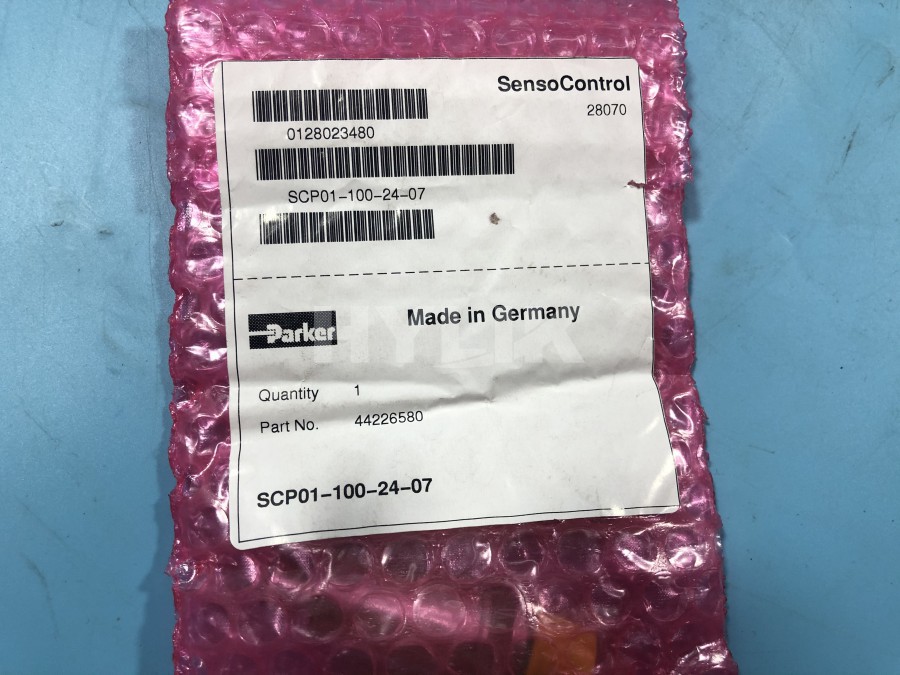 SensoControl
28070
0128023480
SCP01-100-24-07
Parker
Made in Germany
HYLIK
Quantity 1
Part No. 44226580
SCP01-100-24-07